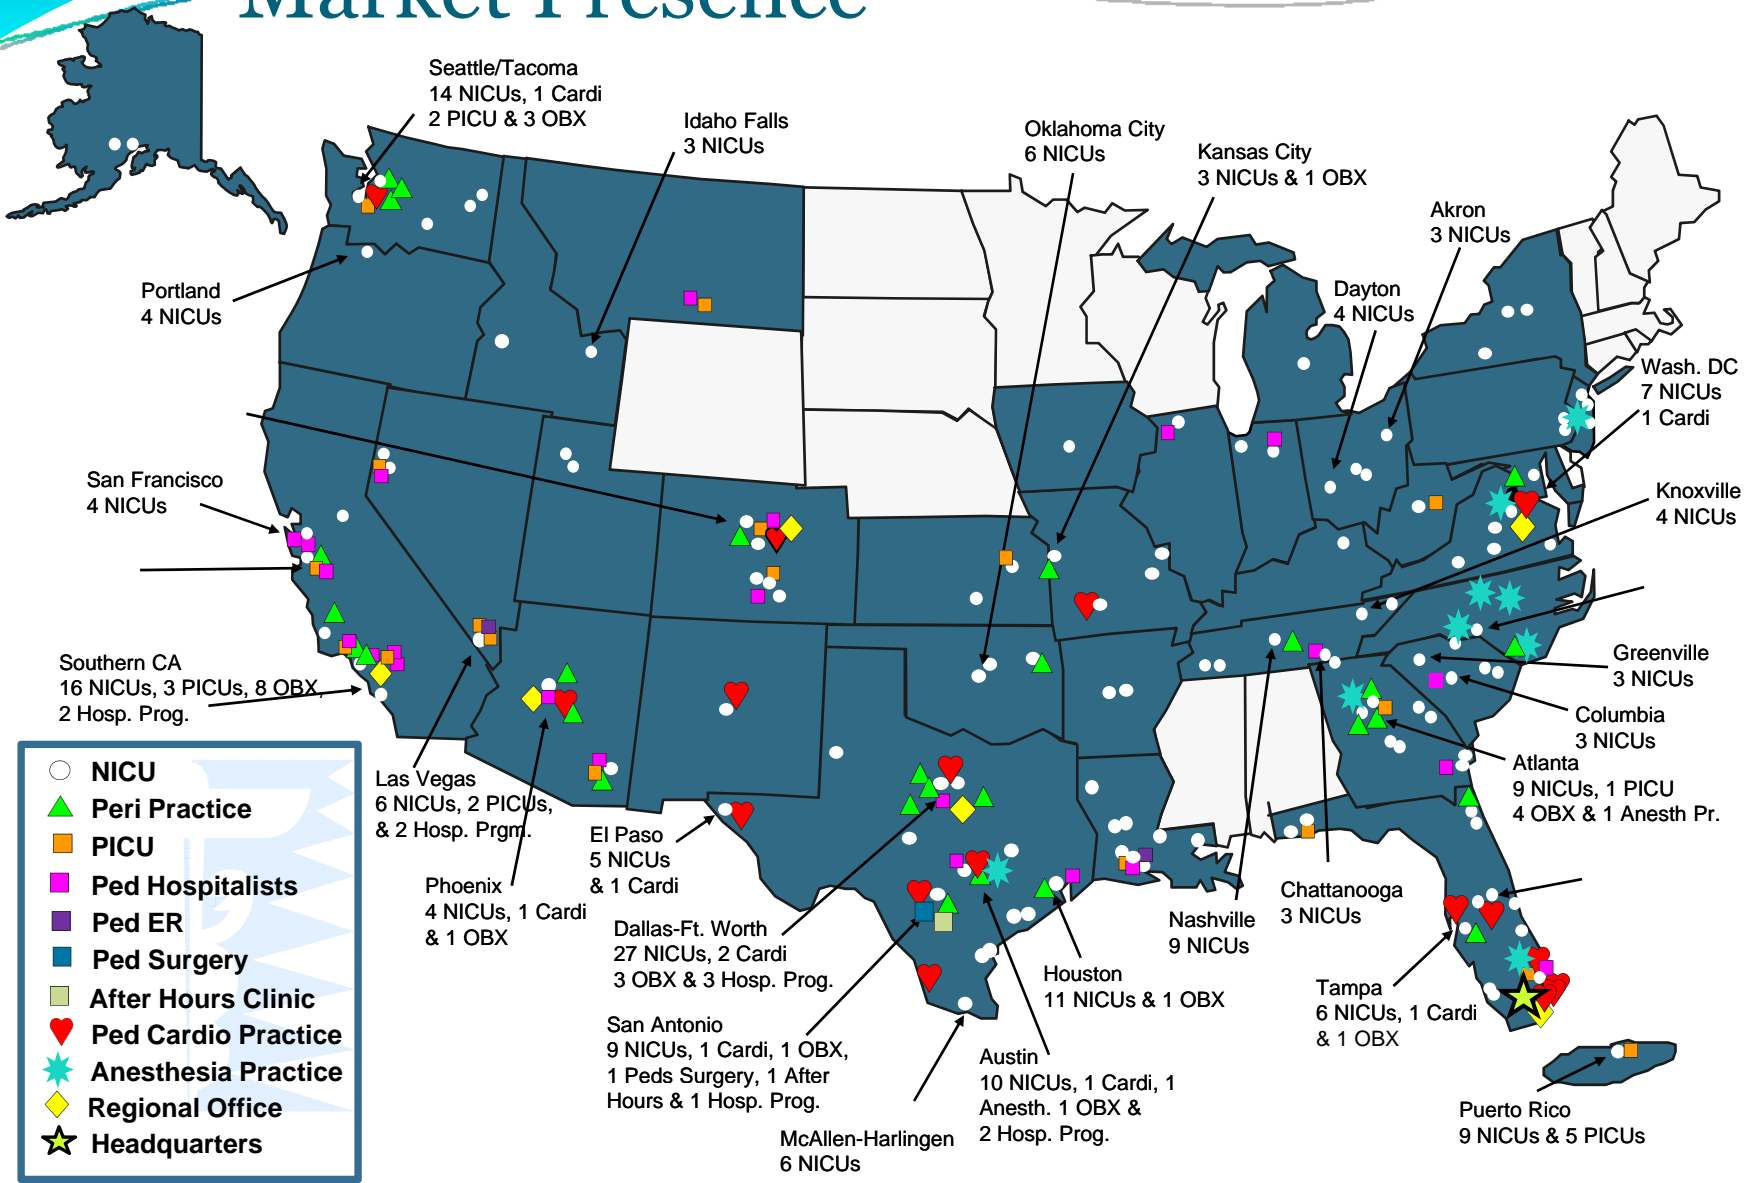 Market Presence
Seattle/Tacoma
14 NICUs, 1 Cardi
2 PICU & 3 OBX
Idaho Falls
3 NICUs
Oklahoma City
6 NICUs
Kansas City
3 NICUs & 1 OBX
Akron
3 NICUs
Portland
4 NICUs
Dayton
4 NICUs
Wash. DC
7 NICUs
1 Cardi
San Francisco
4 NICUs
Knoxville
4 NICUs
Southern CA
16 NICUs, 3 PICUs, 8 OBX,
2 Hosp. Prog.
Greenville
3 NICUs
Columbia
3 NICUs
Atlanta
9 NICUs, 1 PICU
4 OBX & 1 Anesth Pr.
Las Vegas
6 NICUs, 2 PICUs,
& 2 Hosp. Prgm.
El Paso
5 NICUs
& 1 Cardi
Phoenix
4 NICUs, 1 Cardi
& 1 OBX
Dallas-Ft. Worth
27 NICUs, 2 Cardi
3 OBX & 3 Hosp. Prog.
Chattanooga
3 NICUs
Nashville
9 NICUs
Houston
11 NICUs & 1 OBX
Tampa
6 NICUs, 1 Cardi
& 1 OBX
San Antonio
9 NICUs, 1 Cardi, 1 OBX,
1 Peds Surgery, 1 After
Hours & 1 Hosp. Prog.
Austin
10 NICUs, 1 Cardi, 1
Anesth. 1 OBX &
2 Hosp. Prog.
McAllen-Harlingen
6 NICUs
Puerto Rico
9 NICUs & 5 PICUs
NICU
Peri Practice
PICU
Ped Hospitalists
Ped ER
Ped Surgery
After Hours Clinic
Ped Cardio Practice
Anesthesia Practice
Regional Office
Headquarters